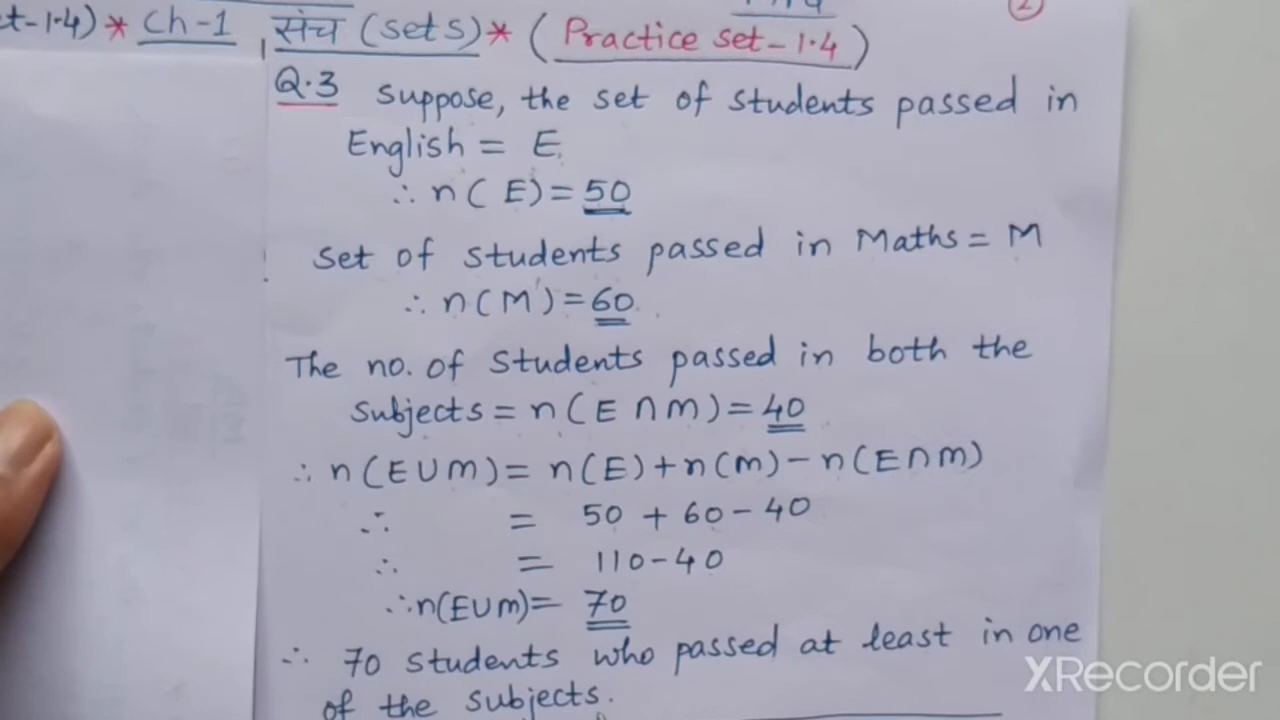 t-1.4) * Ch-1, संच (sets) * (Practice set-1.4)
Q.3 Suppose, the set of students passed in
English = E.
∴ n(E) = 50
Set of students passed in Maths = M
∴ n(M) = 60.
The no. of Students passed in both the
subjects = n(E∩M) = 40
∴ n(E∪M) = n(E)+n(M)-n(E∩M)
∴ = 50 + 60 - 40
∴ = 110-40
∴ n(E∪M) = 70
∴ 70 students who passed at least in one
of the subjects.
XRecorder